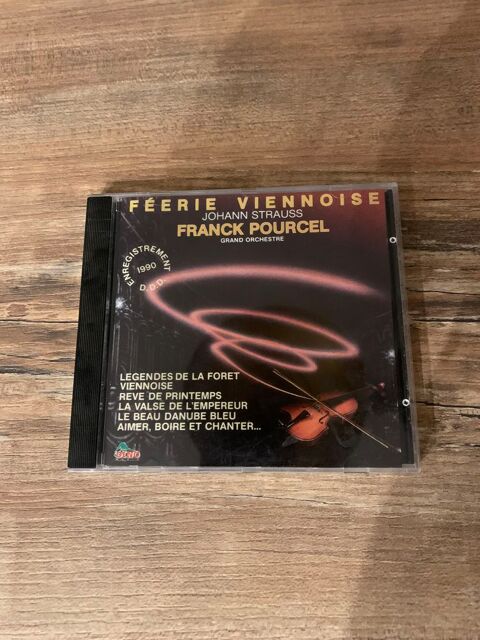 FÉERIE VIENNOISE
JOHANN STRAUSS
FRANCK POURCEL
GRAND ORCHESTRE
ENREGISTREMENT
1990
D.D.D.
LEGENDES DE LA FORET
VIENNOISE
REVE DE PRINTEMPS
LA VALSE DE L'EMPEREUR
LE BEAU DANUBE BLEU
AIMER, BOIRE ET CHANTER...